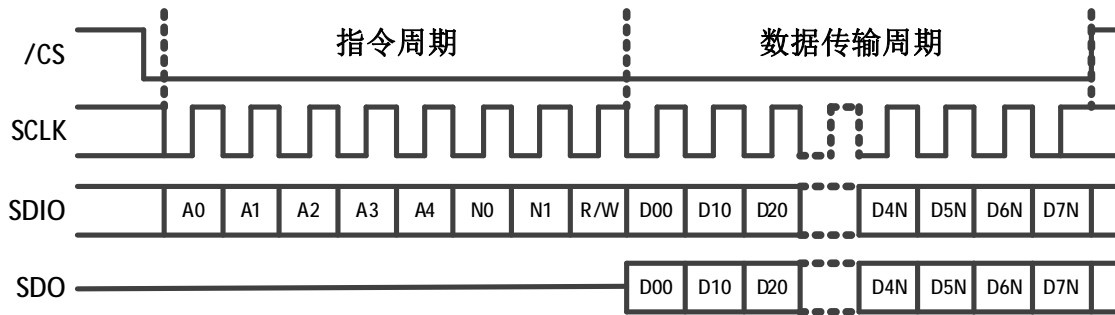 指令周期 数据传输周期
/CS
SCLK
SDIO A0 A1 A2 A3 A4 N0 N1 R/W D00 D10 D20 D4N D5N D6N D7N
SDO D00 D10 D20 D4N D5N D6N D7N